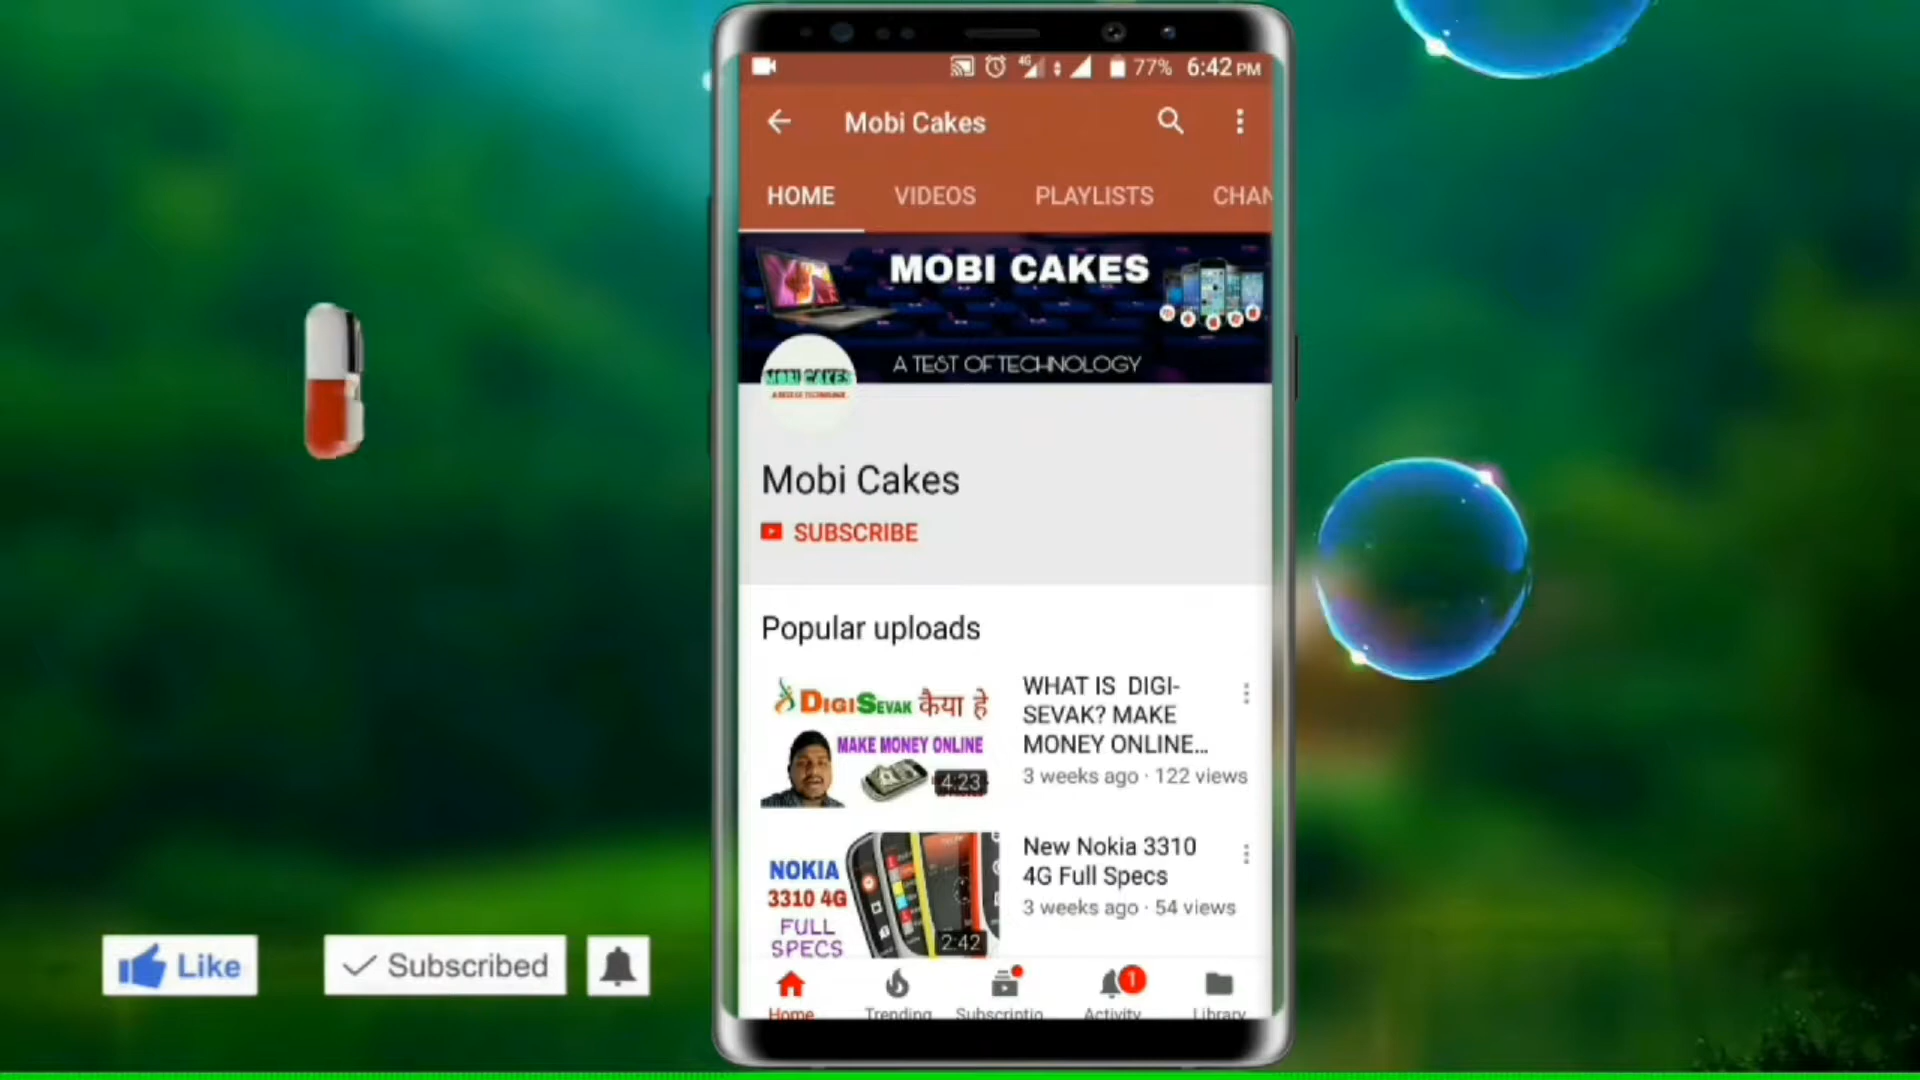 77% 6:42 PM
Mobi Cakes
HOME VIDEOS PLAYLISTS CHAN
MOBI CAKES
A TEST OF TECHNOLOGY
MOBI CAKES
Mobi Cakes
SUBSCRIBE
Popular uploads
DIGISEVAK कैया हे
MAKE MONEY ONLINE
4:23
WHAT IS DIGI-
SEVAK? MAKE
MONEY ONLINE...
3 weeks ago · 122 views
NOKIA
3310 4G
FULL
SPECS
2:42
New Nokia 3310
4G Full Specs
3 weeks ago · 54 views
Home Trending Subscriptio Activity Library
1
Like
Subscribed